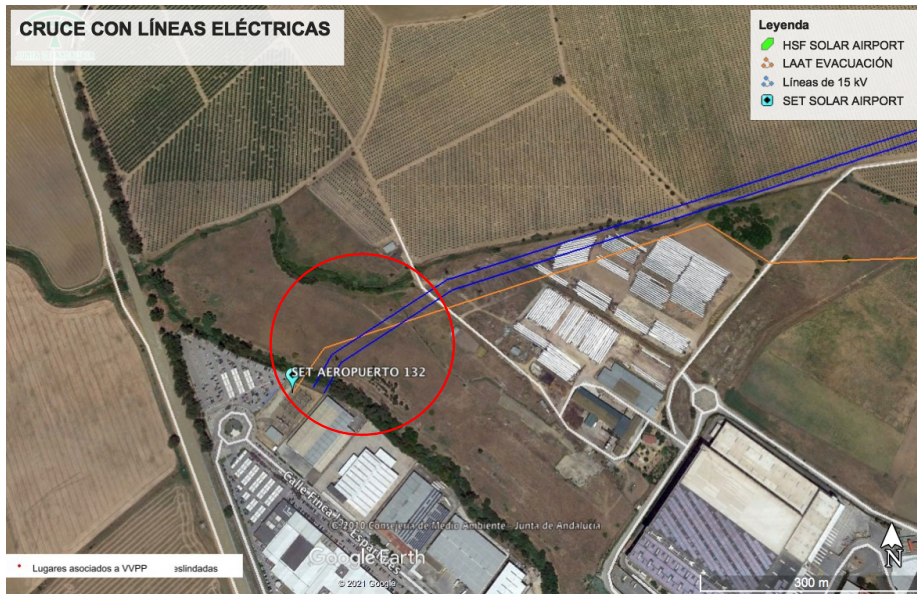 CRUCE CON LÍNEAS ELÉCTRICAS
Leyenda
HSF SOLAR AIRPORT
LAAT EVACUACIÓN
Líneas de 15 kV
SET SOLAR AIRPORT
SET AEROPUERTO 132
Calle Finca
© 2010 Consejería de Medio Ambiente - Junta de Andalucía
Google Earth
© 2021 Google
Lugares asociados a VVPP eslindadas
N
300 m